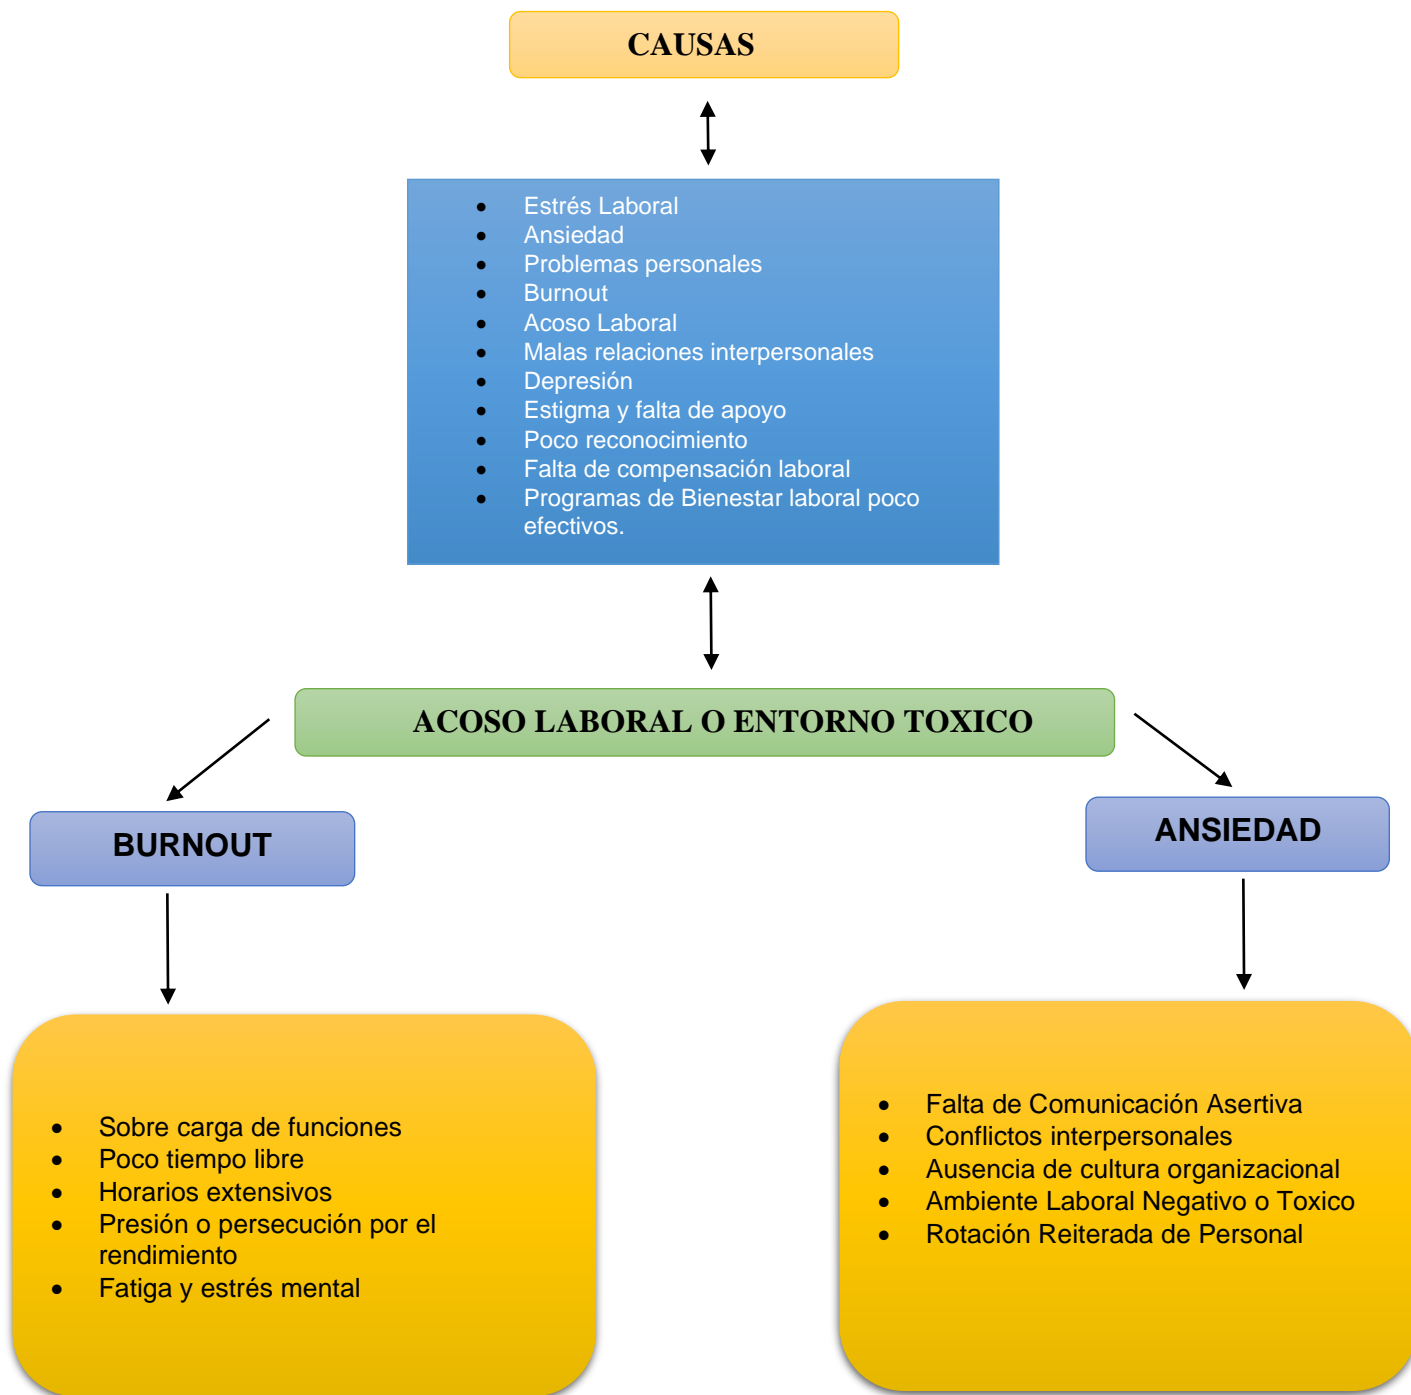 CAUSAS
• Estrés Laboral
• Ansiedad
• Problemas personales
• Burnout
• Acoso Laboral
• Malas relaciones interpersonales
• Depresión
• Estigma y falta de apoyo
• Poco reconocimiento
• Falta de compensación laboral
• Programas de Bienestar laboral poco
efectivos.
ACOSO LABORAL O ENTORNO TOXICO
BURNOUT
ANSIEDAD
• Sobre carga de funciones
• Poco tiempo libre
• Horarios extensivos
• Presión o persecución por el
rendimiento
• Fatiga y estrés mental
• Falta de Comunicación Asertiva
• Conflictos interpersonales
• Ausencia de cultura organizacional
• Ambiente Laboral Negativo o Toxico
• Rotación Reiterada de Personal